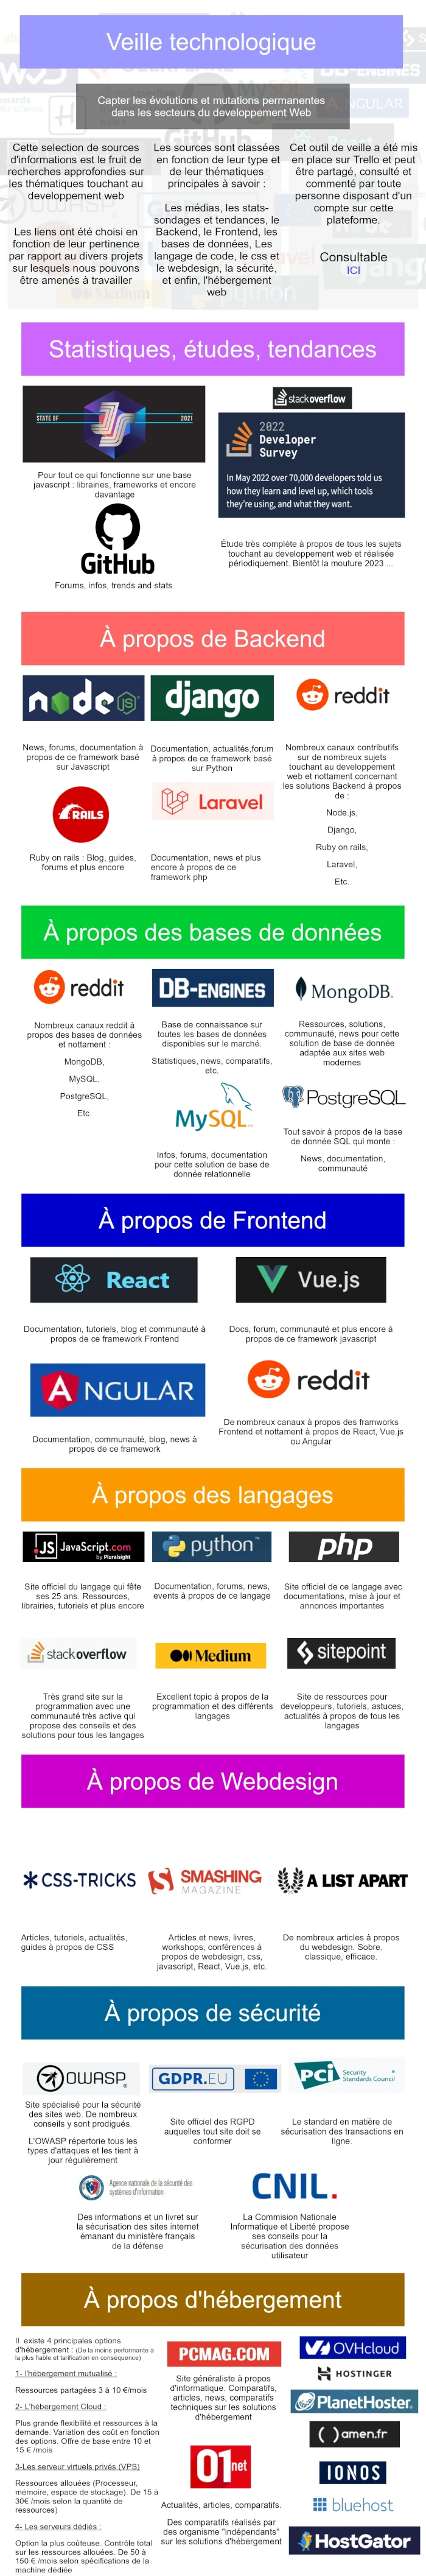 Veille technologique
Capter les évolutions et mutations permanentes
dans les secteurs du developpement Web
Cette selection de sources
d'informations est le fruit de
recherches approfondies sur
les thématiques touchant au
developpement web
Les liens ont été choisi en
fonction de leur pertinence
par rapport au divers projets
sur lesquels nous pouvons
être amenés à travailler
Les sources sont classées
en fonction de leur type et
de leur thématiques
principales à savoir :
Les médias, les stats-
sondages et tendances, le
Backend, le Frontend, les
bases de données, Les
langage de code, le css et
le webdesign, la sécurité,
et enfin, l'hébergement
web
Cet outil de veille a été mis
en place sur Trello et peut
être partagé, consulté et
commenté par toute
personne disposant d'un
compte sur cette
plateforme.
Consultable
ICI
Statistiques, études, tendances
STATE OF
2021
Pour tout ce qui fonctionne sur une base
javascript : librairies, frameworks et encore
davantage
GitHub
Forums, infos, trends and stats
stackoverflow
2022
Developer
Survey
In May 2022 over 70,000 developers told us
how they learn and level up, which tools
they're using, and what they want.
Étude très complète à propos de tous les sujets
touchant au developpement web et réalisée
périodiquement. Bientôt la mouture 2023 ...
À propos de Backend
node JS
News, forums, documentation à
propos de ce framework basé
sur Javascript
django
Documentation, actualités,forum
à propos de ce framework basé
sur Python
reddit
Nombreux canaux contributifs
sur de nombreux sujets
touchant au developpement
web et nottament concernant
les solutions Backend à propos
de :
Node.js,
Django,
Ruby on rails,
Laravel,
Etc.
RAILS
Ruby on rails : Blog, guides,
forums et plus encore
Laravel
Documentation, news et plus
encore à propos de ce
framework php
À propos des bases de données
reddit
Nombreux canaux reddit à
propos des bases de données
et nottament :
MongoDB,
MySQL,
PostgreSQL,
Etc.
DB-ENGINES
Base de connaissance sur
toutes les bases de données
disponibles sur le marché.
Statistiques, news, comparatifs,
etc.
MongoDB.
Ressources, solutions,
communauté, news pour cette
solution de base de donnée
adaptée aux sites web
modernes
MySQL
Infos, forums, documentation
pour cette solution de base de
donnée relationnelle
PostgreSQL
Tout savoir à propos de la base
de donnée SQL qui monte :
News, documentation,
communauté
À propos de Frontend
React
Documentation, tutoriels, blog et communauté à
propos de ce framework Frontend
Vue.js
Docs, forum, communauté et plus encore à
propos de ce framework javascript
ANGULAR
Documentation, communauté, blog, news à
propos de ce framework
reddit
De nombreux canaux à propos des framworks
Frontend et nottament à propos de React, Vue.js
ou Angular
À propos des langages
JS JavaScript.com
by Pluralsight
Site officiel du langage qui fête
ses 25 ans. Ressources,
librairies, tutoriels et plus encore
python
Documentation, forums, news,
events à propos de ce langage
php
Site officiel de ce langage avec
documentations, mise à jour et
annonces importantes
stackoverflow
Très grand site sur la
programmation avec une
communauté très active qui
propose des conseils et des
solutions pour tous les langages
Medium
Excellent topic à propos de la
programmation et des différents
langages
sitepoint
Site de ressources pour
developpeurs, tutoriels, astuces,
actualités à propos de tous les
langages
À propos de Webdesign
CSS-TRICKS
Articles, tutoriels, actualités,
guides à propos de CSS
SMASHING
MAGAZINE
Articles et news, livres,
workshops, conférences à
propos de webdesign, css,
javascript, React, Vue.js, etc.
A LIST APART
De nombreux articles à propos
du webdesign. Sobre,
classique, efficace.
À propos de sécurité
OWASP
Site spécialisé pour la sécurité
des sites web. De nombreux
conseils y sont prodigués.
L'OWASP répertorie tous les
types d'attaques et les tient à
jour régulièrement
GDPR.EU
Site officiel des RGPD
auquelles tout site doit se
conformer
PCi Security
Standards Council
Le standard en matière de
sécurisation des transactions en
ligne.
Agence nationale de la sécurité des
systèmes d'information
Des informations et un livret sur
la sécurisation des sites internet
émanant du ministère français
de la défense
CNIL.
La Commision Nationale
Informatique et Liberté propose
ses conseils pour la
sécurisation des données
utilisateur
À propos d'hébergement
Il existe 4 principales options
d'hébergement : (De la moins performante à
la plus fiable et tarification en conséquence)
1- l'hébergement mutualisé :
Ressources partagées 3 à 10 €/mois
2- L'hébergement Cloud :
Plus grande flexibilité et ressources à la
demande. Variation des coût en fonction
des options. Offre de base entre 10 et
15 € /mois
3-Les serveur virtuels privés (VPS)
Ressources allouées (Processeur,
mémoire, espace de stockage). De 15 à
30€ /mois selon la quantité de
ressources)
4- Les serveurs dédiés :
Option la plus coûteuse. Contrôle total
sur les ressources allouées. De 50 à
150 € /mois selon spécifications de la
machine dédiée
PCMAG.COM
Site généraliste à propos
d'informatique. Comparatifs,
articles, news, comparatifs
techniques sur les solutions
d'hébergement
01net
Actualités, articles, comparatifs.
Des comparatifs réalisés par
des organisme "indépendants"
sur les solutions d'hébergement
OVHcloud
HOSTINGER
PlanetHoster
amen.fr
IONOS
bluehost
HostGator